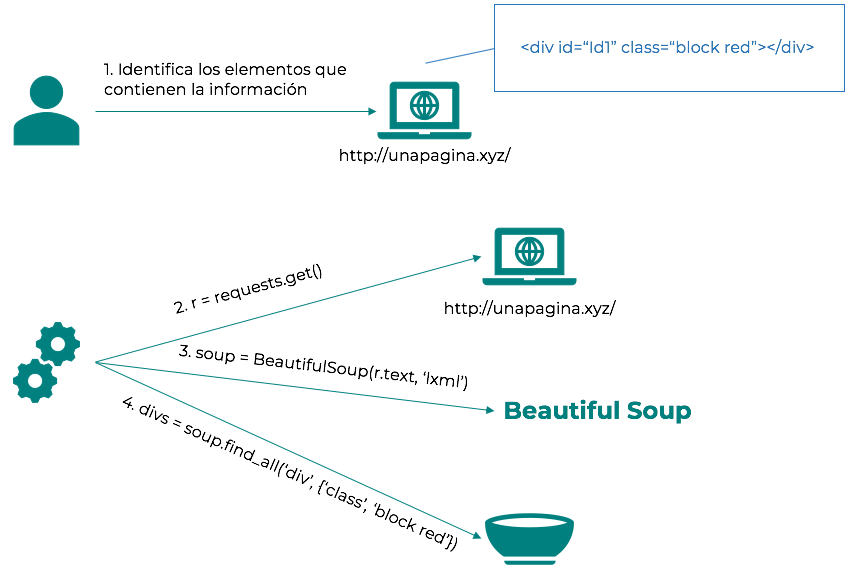 <div id=“Id1” class=“block red”></div>
1. Identifica los elementos que
contienen la información
http://unapagina.xyz/
2. r = requests.get()
http://unapagina.xyz/
3. soup = BeautifulSoup(r.text, ‘lxml’)
Beautiful Soup
4. divs = soup.find_all(‘div’, {‘class’, ‘block red’})